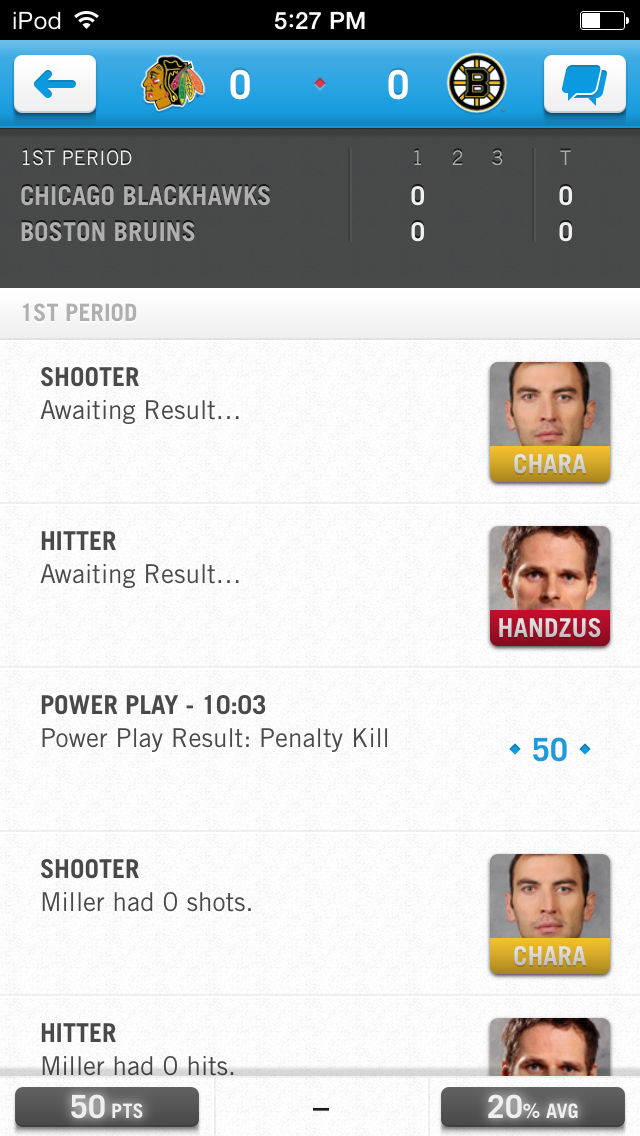 iPod 5:27 PM
0 0 B
1ST PERIOD 1 2 3 T
CHICAGO BLACKHAWKS 0 0
BOSTON BRUINS 0 0
1ST PERIOD
SHOOTER
Awaiting Result...
CHARA
HITTER
Awaiting Result...
HANDZUS
POWER PLAY - 10:03
Power Play Result: Penalty Kill
50
SHOOTER
Miller had 0 shots.
CHARA
HITTER
Miller had 0 hits.
50 PTS – 20% AVG